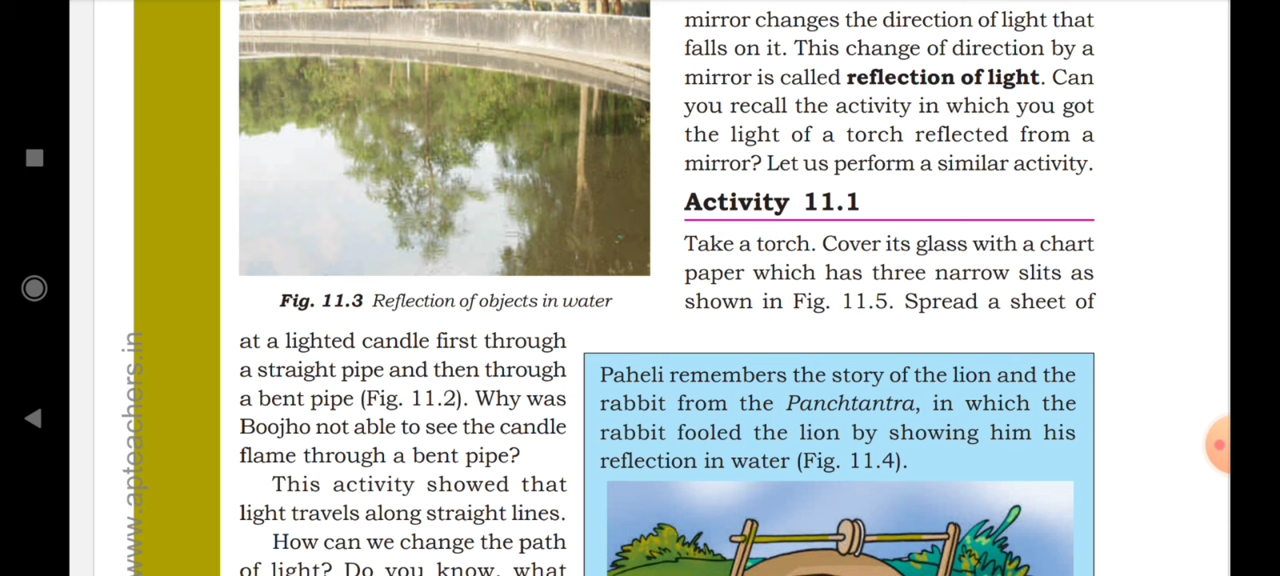 mirror changes the direction of light that
falls on it. This change of direction by a
mirror is called reflection of light. Can
you recall the activity in which you got
the light of a torch reflected from a
mirror? Let us perform a similar activity.
Activity 11.1
Take a torch. Cover its glass with a chart
paper which has three narrow slits as
shown in Fig. 11.5. Spread a sheet of
Fig. 11.3 Reflection of objects in water
at a lighted candle first through
a straight pipe and then through
a bent pipe (Fig. 11.2). Why was
Boojho not able to see the candle
flame through a bent pipe?
This activity showed that
light travels along straight lines.
How can we change the path
of light? Do you know, what
Paheli remembers the story of the lion and the
rabbit from the Panchtantra, in which the
rabbit fooled the lion by showing him his
reflection in water (Fig. 11.4).
www.apteachers.in